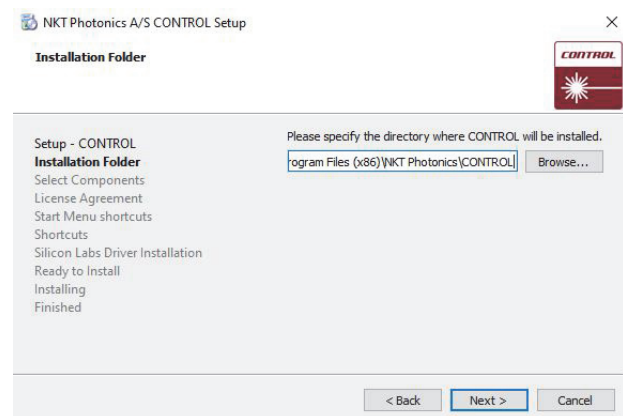 NKT Photonics A/S CONTROL Setup
Installation Folder
CONTROL
Setup - CONTROL
Installation Folder
Select Components
License Agreement
Start Menu shortcuts
Shortcuts
Silicon Labs Driver Installation
Ready to Install
Installing
Finished
Please specify the directory where CONTROL will be installed.
rogram Files (x86)\NKT Photonics\CONTROL
Browse...
< Back
Next >
Cancel